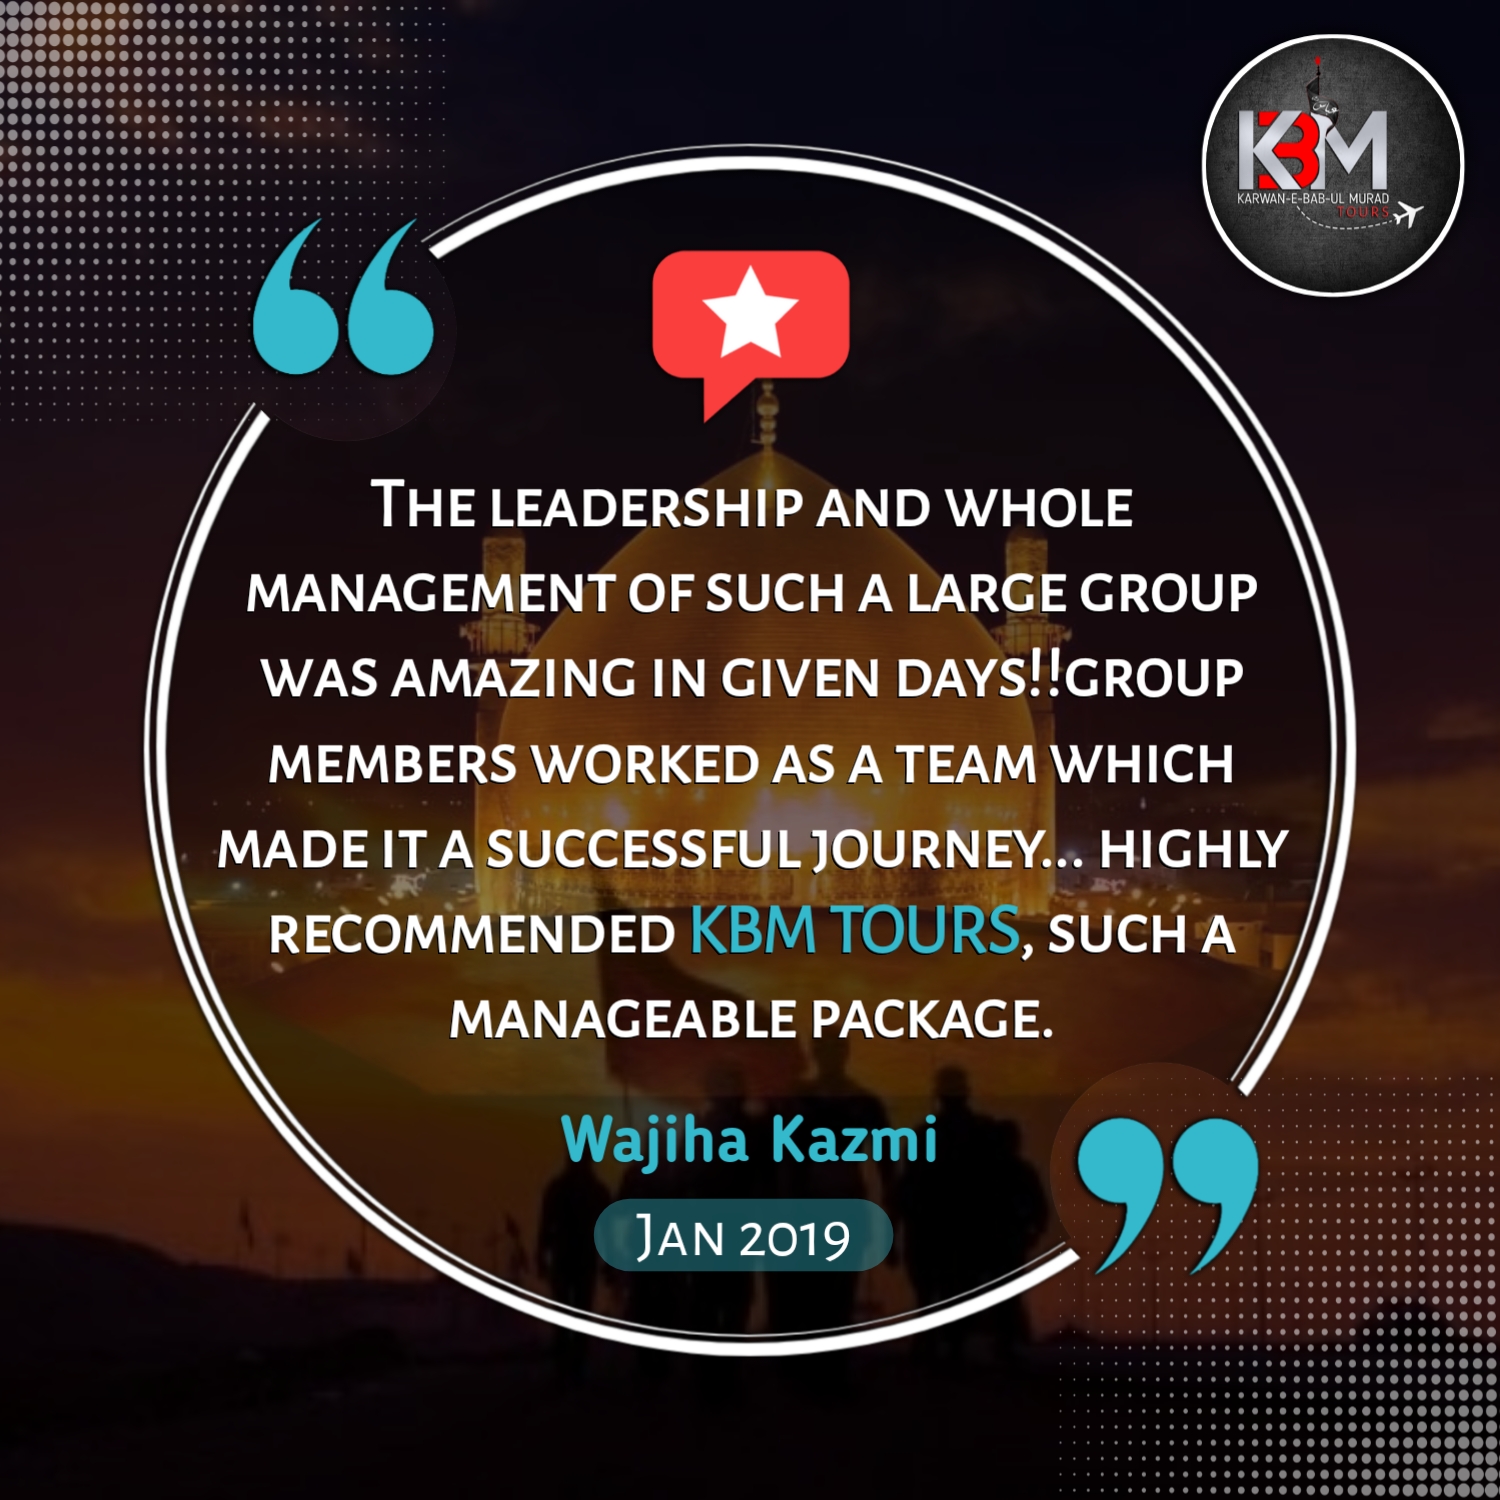 KBM
KARWAN-E-BAB-UL MURAD
TOURS
The leadership and whole
management of such a large group
was amazing in given days!!group
members worked as a team which
made it a successful journey... highly
recommended KBM TOURS, such a
manageable package.
Wajiha Kazmi
Jan 2019